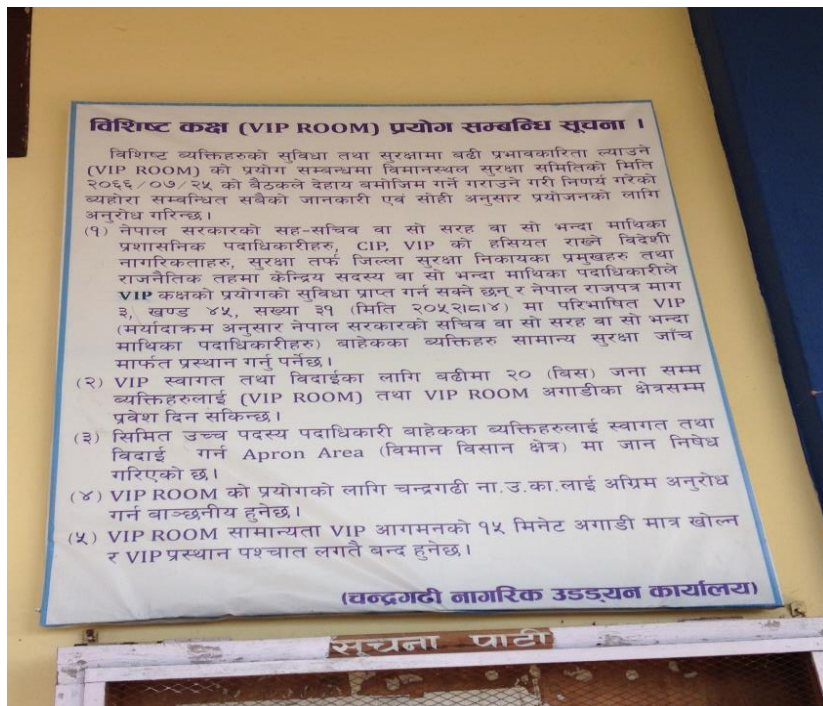 विशिष्ट कक्ष (VIP ROOM) प्रयोग सम्बन्धि सूचना ।
विशिष्ट व्यक्तिहरुको सुविधा तथा सुरक्षामा बढी प्रभावकारिता ल्याउने
(VIP ROOM) को प्रयोग सम्बन्धमा विमानस्थल सुरक्षा समितिको मिति
२०६६/०७/२५ को बैठकले देहाय बमोजिम गर्ने गराउने गरी निणर्य गरेको
ब्यहोरा सम्बन्धित सबैको जानकारी एवं सोही अनुसार प्रयोजनको लागि
अनुरोध गरिन्छ।
(१) नेपाल सरकारको सह-सचिव वा सो सरह वा सो भन्दा माथिका
प्रशासनिक पदाधिकारीहरु, CIP, VIP को हसियत राख्ने विदेशी
नागरिकताहरु, सुरक्षा तर्फ जिल्ला सुरक्षा निकायका प्रमुखहरु तथा
राजनैतिक तहमा केन्द्रिय सदस्य वा सो भन्दा माथिका पदाधिकारीले
VIP कक्षको प्रयोगको सुविधा प्राप्त गर्न सक्ने छन् र नेपाल राजपत्र माग
३, खण्ड ४५, सख्या ३१ (मिति २०५२।८।४) मा परिभाषित VIP
(मर्यादाक्रम अनुसार नेपाल सरकारको सचिव वा सो सरह वा सो भन्दा
माथिका पदाधिकारीहरु) बाहेकका ब्यक्तिहरु सामान्य सुरक्षा जाँच
मार्फत प्रस्थान गर्नु पर्नेछ।
(२) VIP स्वागत तथा विदाईका लागि बढीमा २० (बिस) जना सम्म
ब्यक्तिहरुलाई (VIP ROOM) तथा VIP ROOM अगाडीका क्षेत्रसम्म
प्रवेश दिन सकिन्छ।
(३) सिमित उच्च पदस्य पदाधिकारी बाहेकका ब्यक्तिहरुलाई स्वागत तथा
विदाई गर्न Apron Area (विमान विसान क्षेत्र) मा जान निषेध
गरिएको छ।
(४) VIP ROOM को प्रयोगको लागि चन्द्रगढी ना.उ.का.लाई अग्रिम अनुरोध
गर्न वाञ्छनीय हुनेछ।
(५) VIP ROOM सामान्यता VIP आगमनको १५ मिनेट अगाडी मात्र खोल्न
र VIP प्रस्थान पश्चात लगतै बन्द हुनेछ।
(चन्द्रगढी नागरिक उडड्यन कार्यालय)
सूचना पाटी